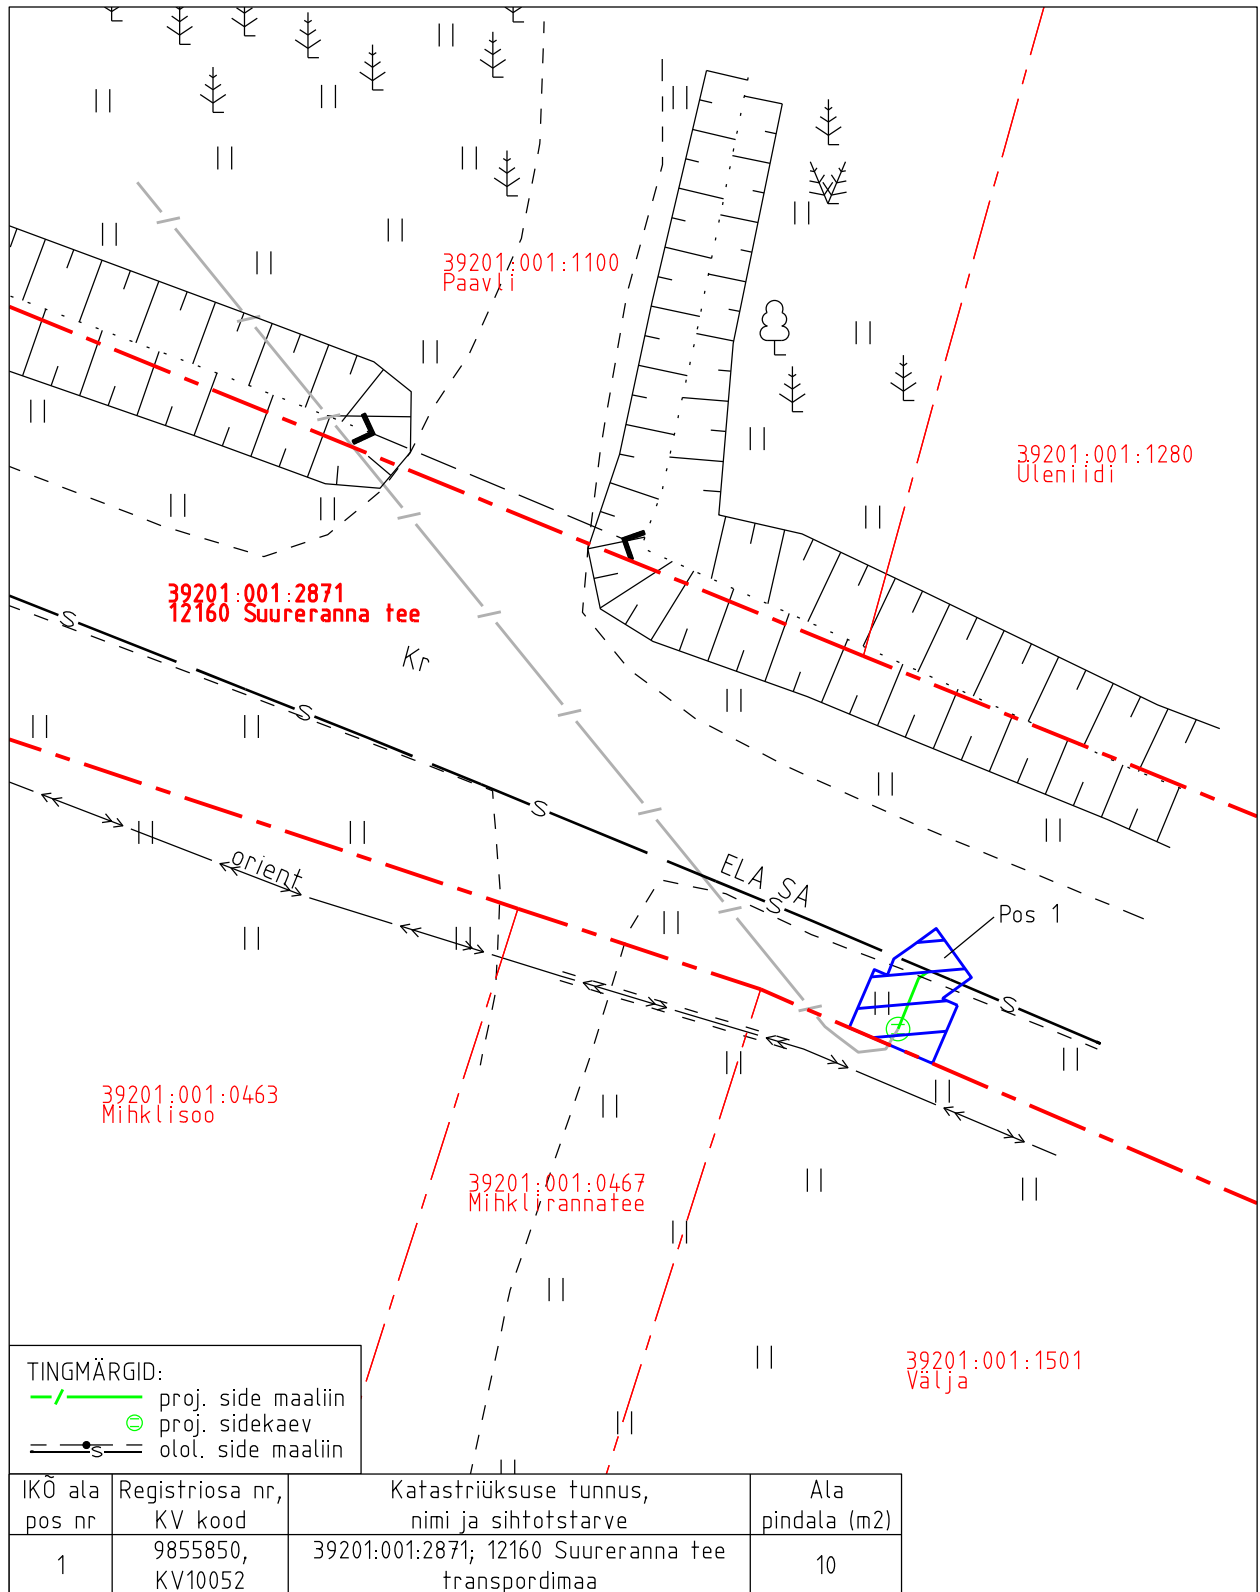 39201:001:1100
Paavli
39201:001:1280
Üleniidi
39201:001:2871
12160 Suureranna tee
Kr
S
S
S
orient
ELA SA
S
Pos 1
S
39201:001:0463
Mihklisoo
39201:001:0467
Mihklirannatee
39201:001:1501
Välja
TINGMÄRGID:
proj. side maaliin
proj. sidekaev
S
olol. side maaliin
IKÕ ala pos nr
Registriosa nr, KV kood
Katastriüksuse tunnus, nimi ja sihtotstarve
Ala pindala (m2)
1
9855850, KV10052
39201:001:2871; 12160 Suureranna tee transpordimaa
10